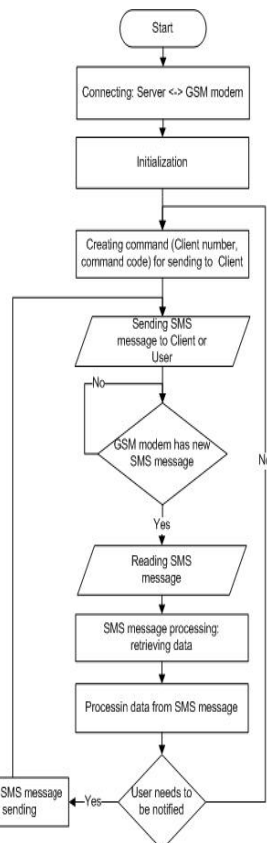 Start
Connecting: Server <-> GSM modem
Initialization
Creating command (Client number,
command code) for sending to Client
Sending SMS
message to Client or
User
No
GSM modem has new
SMS message
Yes
Reading SMS
message
SMS message processing:
retrieving data
Processin data from SMS message
User needs to
be notified
Yes
SMS message
sending